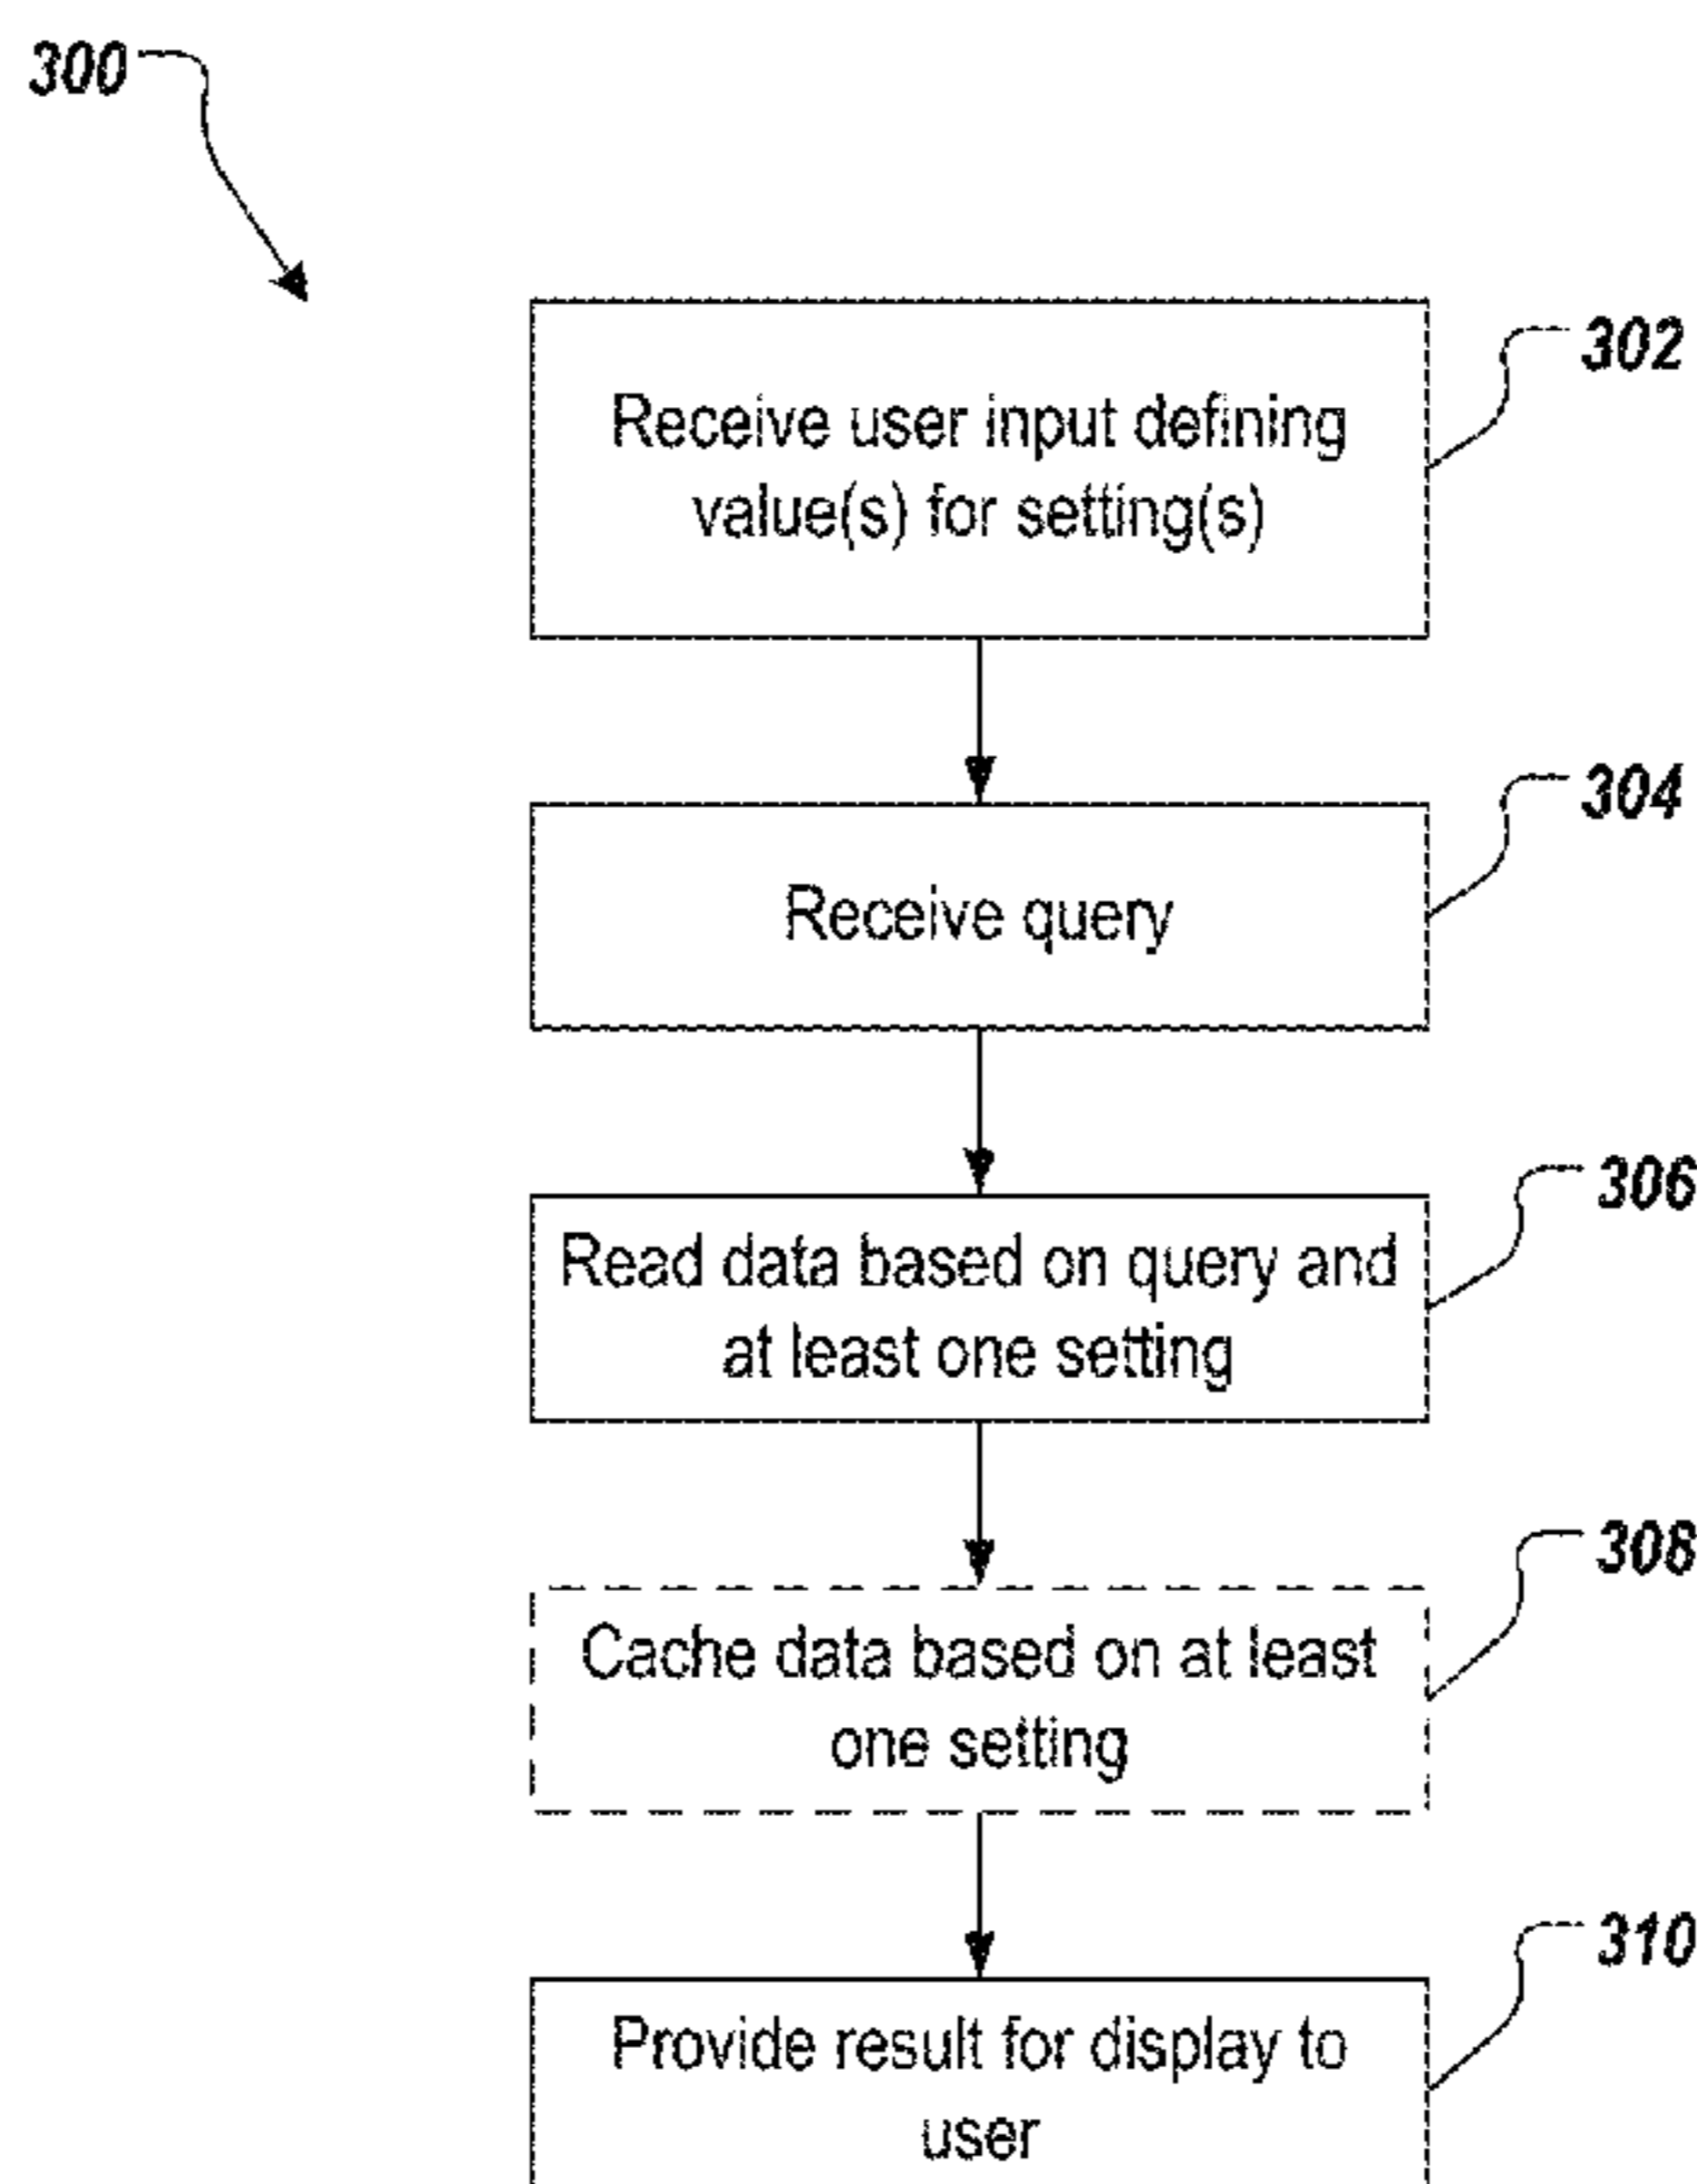 300
302
Receive user input defining
value(s) for setting(s)
304
Receive query
306
Read data based on query and
at least one setting
308
Cache data based on at least
one setting
310
Provide result for display to
user